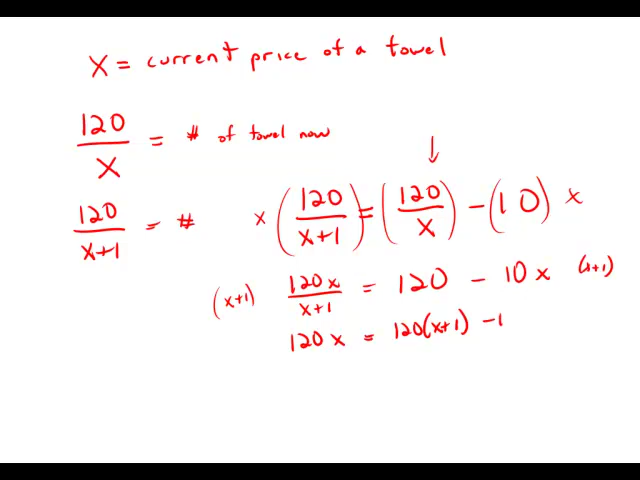 x = current price of a towel
120/x = # of towel now
↓
120/(x+1) = # x(120/(x+1)) = (120/x) - (10) x
(x+1) 120x/(x+1) = 120 - 10x (x+1)
120x = 120(x+1) - 1